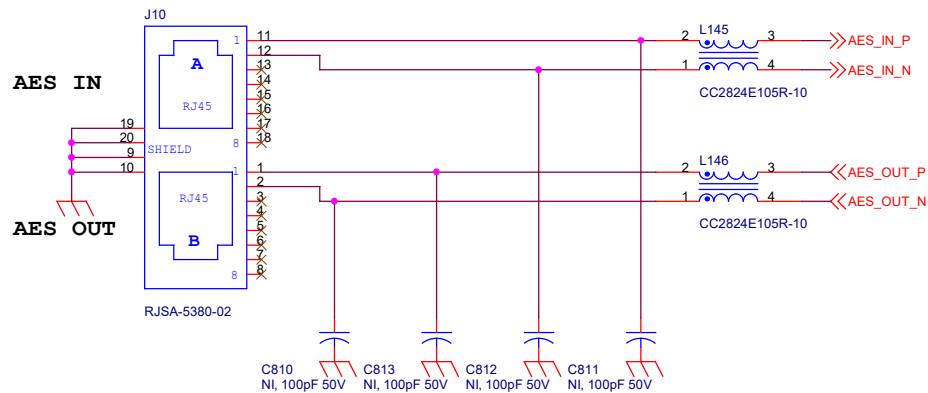 J10
AES IN
A
RJ45
1
8
11
12
13
14
15
16
17
18
19
20
9
10
SHIELD
AES OUT
RJ45
B
1
8
1
2
3
4
5
6
7
8
RJSA-5380-02
L145
2
3
1
4
CC2824E105R-10
AES_IN_P
AES_IN_N
L146
2
3
1
4
CC2824E105R-10
AES_OUT_P
AES_OUT_N
C810
NI, 100pF 50V
C813
NI, 100pF 50V
C812
NI, 100pF 50V
C811
NI, 100pF 50V